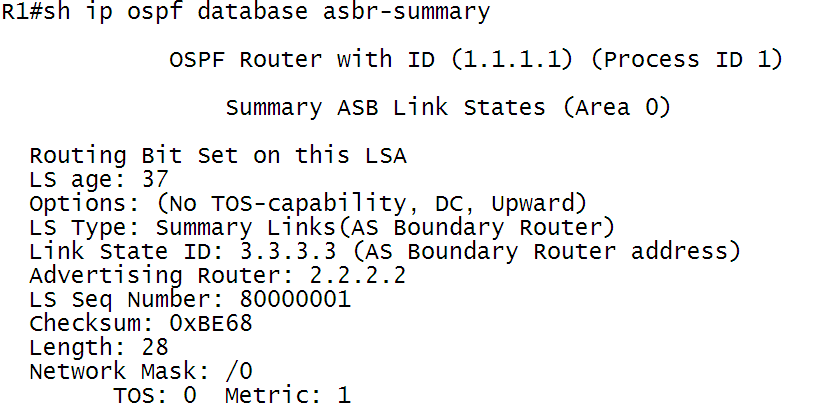 R1#sh ip ospf database asbr-summary
OSPF Router with ID (1.1.1.1) (Process ID 1)
Summary ASB Link States (Area 0)
Routing Bit Set on this LSA
LS age: 37
Options: (No TOS-capability, DC, Upward)
LS Type: Summary Links(AS Boundary Router)
Link State ID: 3.3.3.3 (AS Boundary Router address)
Advertising Router: 2.2.2.2
LS Seq Number: 80000001
Checksum: 0xBE68
Length: 28
Network Mask: /0
TOS: 0  Metric: 1